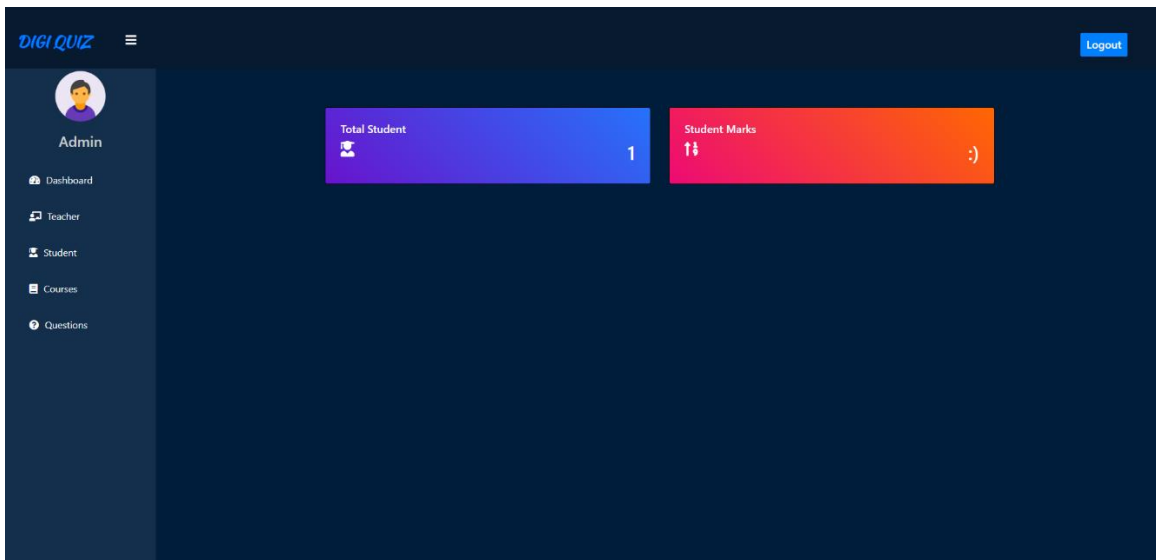 DIGI QUIZ
Logout
Admin
Dashboard
Teacher
Student
Courses
Questions
Total Student
1
Student Marks
:)